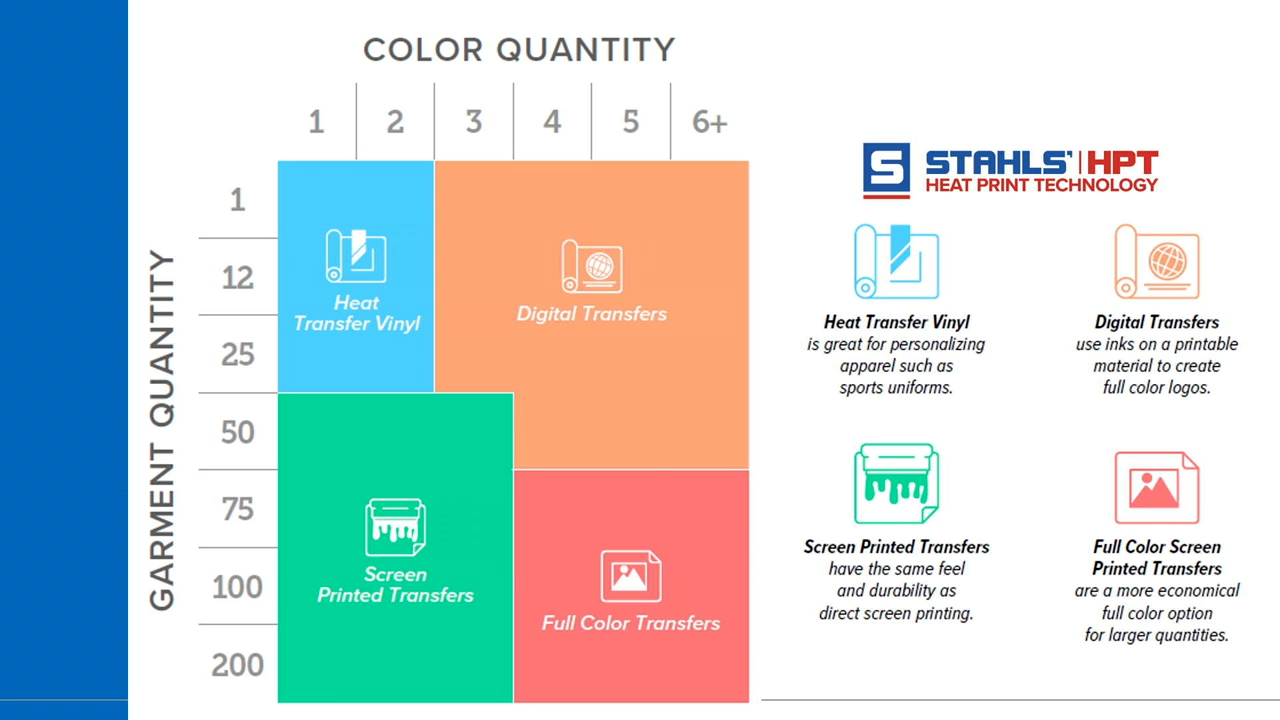 COLOR QUANTITY
1 2 3 4 5 6+
GARMENT QUANTITY
1
12
25
50
75
100
200
Heat
Transfer Vinyl
Digital Transfers
Screen
Printed Transfers
Full Color Transfers
S STAHLS' | HPT
HEAT PRINT TECHNOLOGY
Heat Transfer Vinyl
is great for personalizing
apparel such as
sports uniforms.
Digital Transfers
use inks on a printable
material to create
full color logos.
Screen Printed Transfers
have the same feel
and durability as
direct screen printing.
Full Color Screen
Printed Transfers
are a more economical
full color option
for larger quantities.